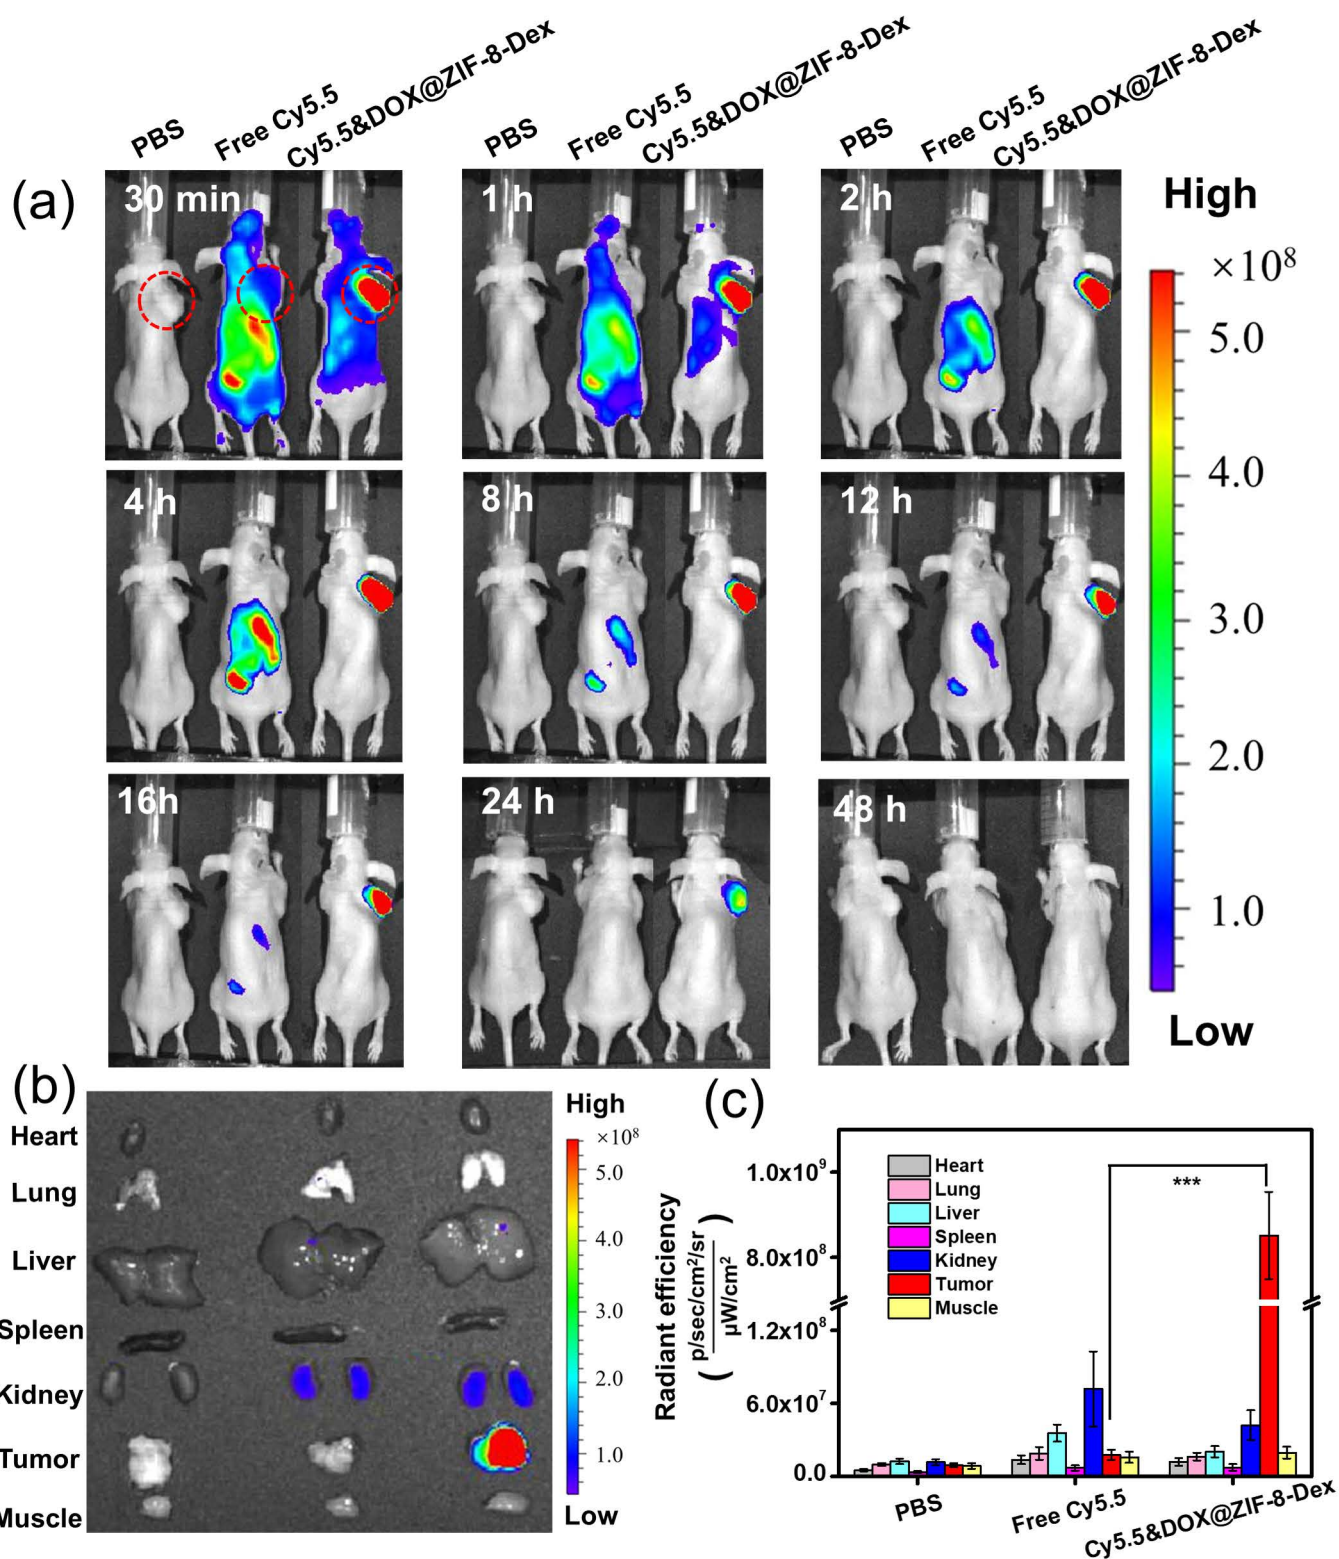 PBS Free Cy5.5 Cy5.5&DOX@ZIF-8-Dex
PBS Free Cy5.5 Cy5.5&DOX@ZIF-8-Dex
PBS Free Cy5.5 Cy5.5&DOX@ZIF-8-Dex
(a)
30 min
1 h
2 h
4 h
8 h
12 h
16h
24 h
48 h
High
×10⁸
5.0
4.0
3.0
2.0
1.0
Low
(b)
Heart
Lung
Liver
Spleen
Kidney
Tumor
Muscle
High
×10⁸
5.0
4.0
3.0
2.0
1.0
Low
(c)
Radiant efficiency
( p/sec/cm²/sr / µW/cm² )
1.0x10⁹
8.0x10⁸
1.2x10⁸
6.0x10⁷
0.0
Heart
Lung
Liver
Spleen
Kidney
Tumor
Muscle
***
PBS
Free Cy5.5
Cy5.5&DOX@ZIF-8-Dex